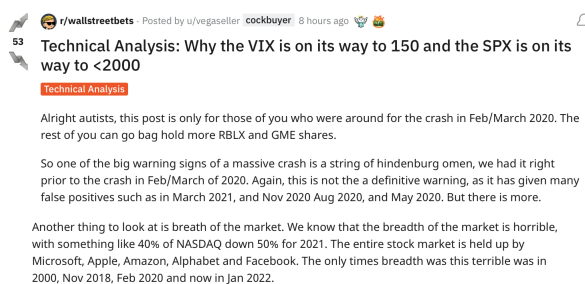 r/wallstreetbets · Posted by u/vegaseller cockbuyer 8 hours ago
53
Technical Analysis: Why the VIX is on its way to 150 and the SPX is on its
way to <2000
Technical Analysis
Alright autists, this post is only for those of you who were around for the crash in Feb/March 2020. The
rest of you can go bag hold more RBLX and GME shares.
So one of the big warning signs of a massive crash is a string of hindenburg omen, we had it right
prior to the crash in Feb/March of 2020. Again, this is not the a definitive warning, as it has given many
false positives such as in March 2021, and Nov 2020 Aug 2020, and May 2020. But there is more.
Another thing to look at is breath of the market. We know that the breadth of the market is horrible,
with something like 40% of NASDAQ down 50% for 2021. The entire stock market is held up by
Microsoft, Apple, Amazon, Alphabet and Facebook. The only times breadth was this terrible was in
2000, Nov 2018, Feb 2020 and now in Jan 2022.